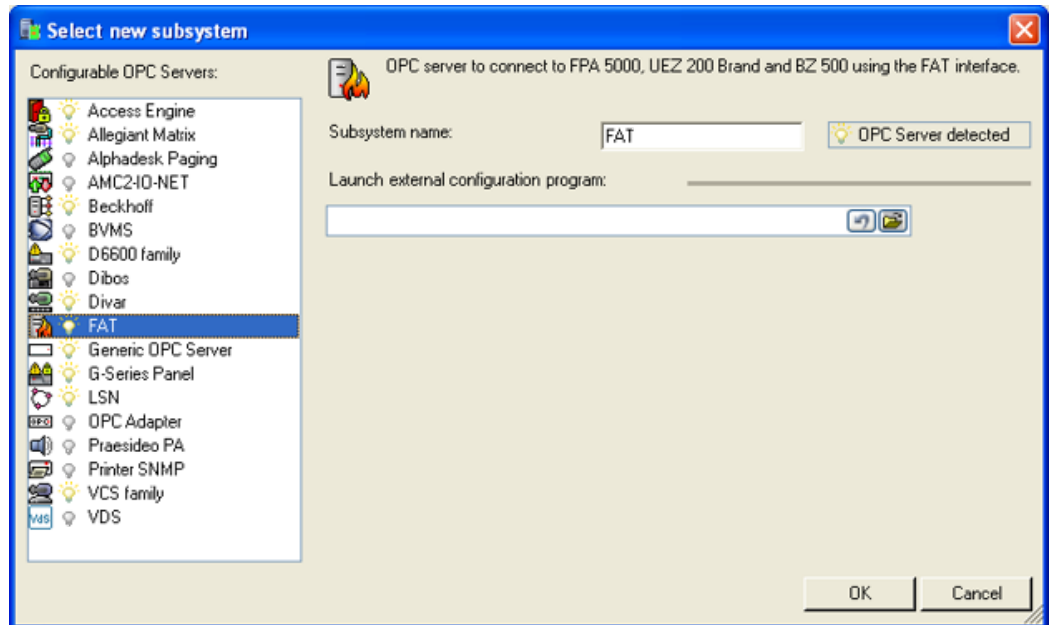 Select new subsystem
Configurable OPC Servers:
OPC server to connect to FPA 5000, UEZ 200 Brand and BZ 500 using the FAT interface.
Access Engine
Allegiant Matrix
Alphadesk Paging
AMC2-IO-NET
Beckhoff
BVMS
D6600 family
Dibos
Divar
FAT
Generic OPC Server
G-Series Panel
LSN
OPC Adapter
Praesideo PA
Printer SNMP
VCS family
VdS
VDS
Subsystem name:
FAT
OPC Server detected
Launch external configuration program:
OK
Cancel